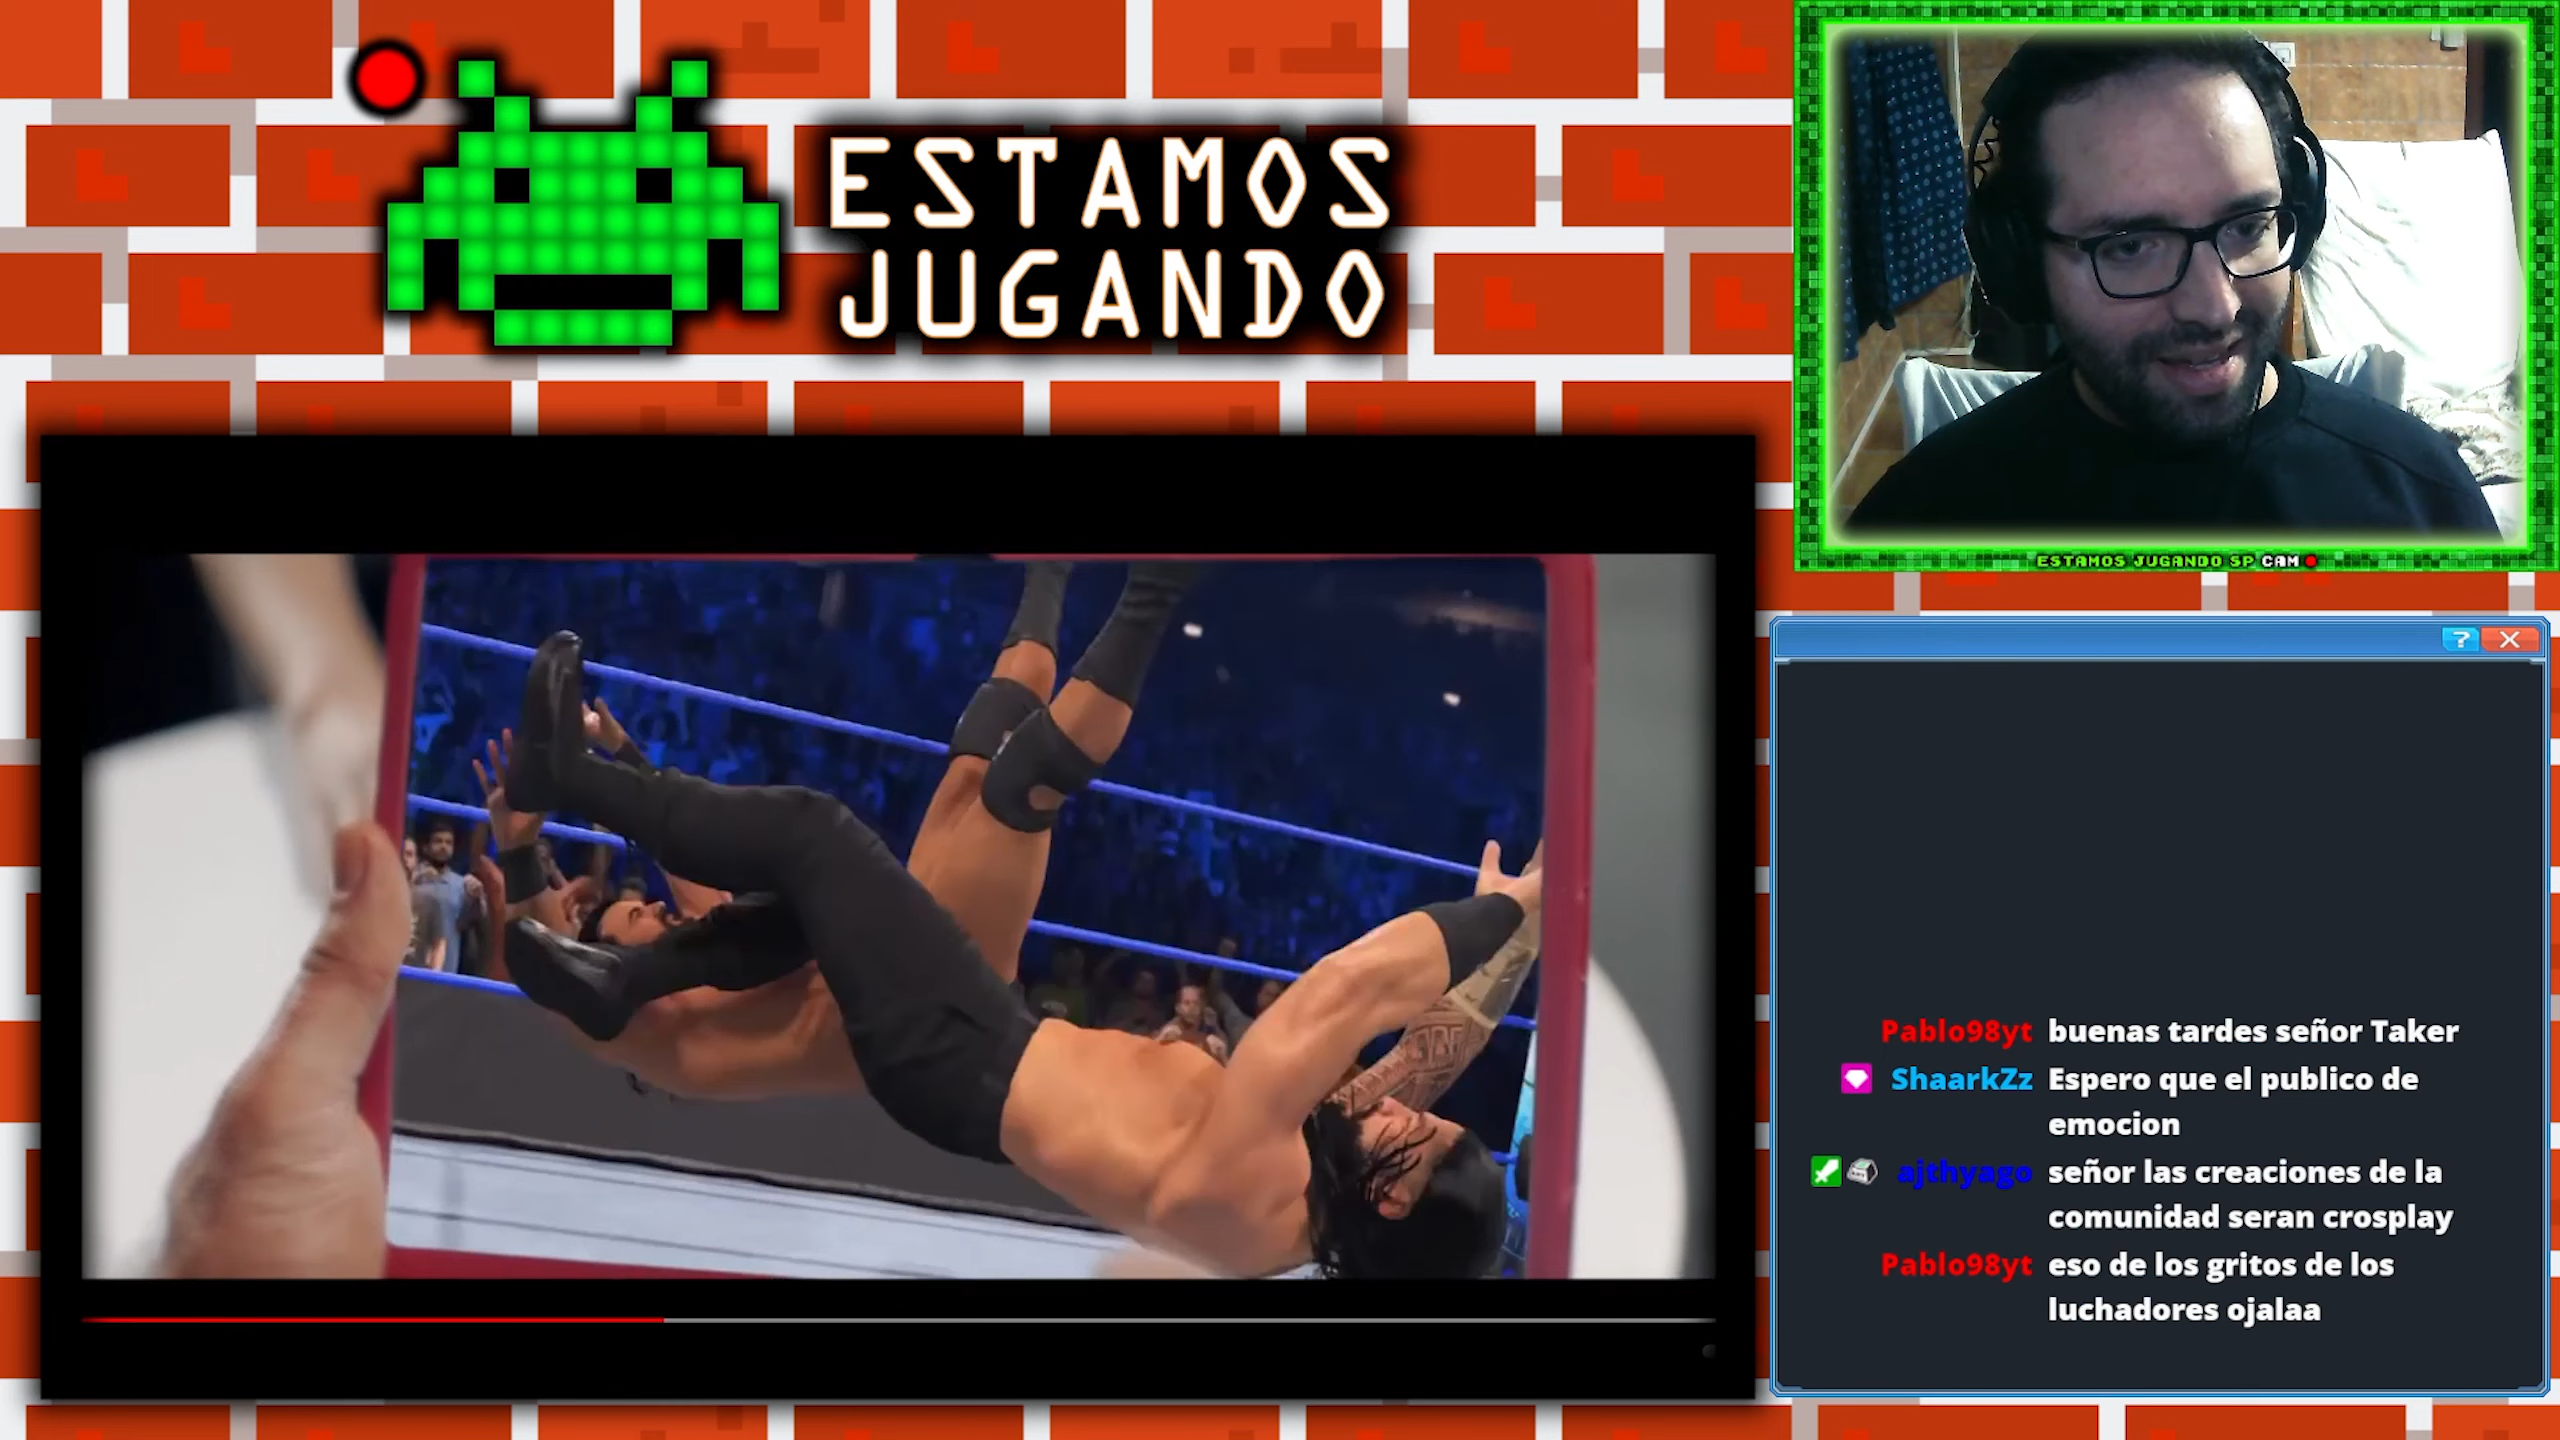 ESTAMOS
JUGANDO
ESTAMOS JUGANDO SP CAM
?
Pablo98yt buenas tardes señor Taker
ShaarkZz Espero que el publico de
emocion
ajthyago señor las creaciones de la
comunidad seran crosplay
Pablo98yt eso de los gritos de los
luchadores ojalaa